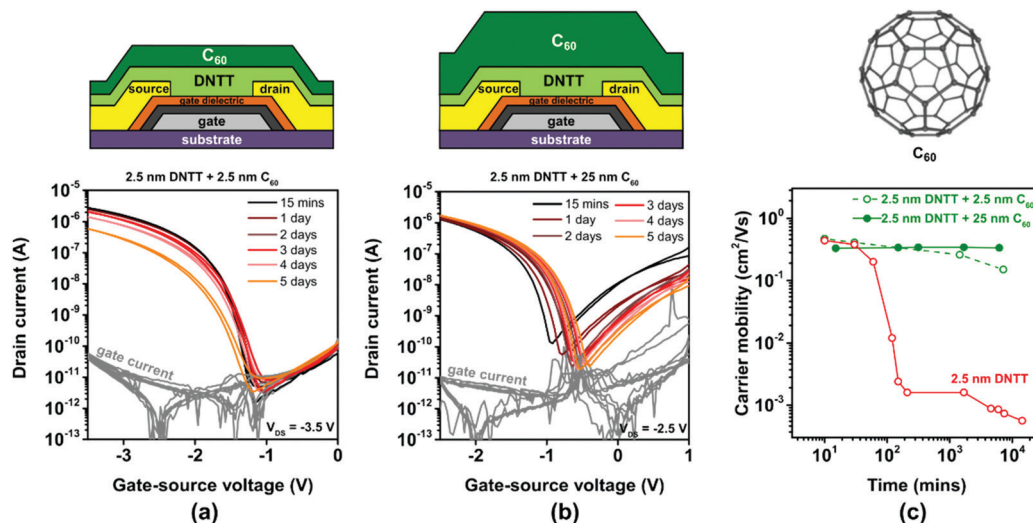 C60
DNTT
source
drain
gate dielectric
gate
substrate
2.5 nm DNTT + 2.5 nm C60
10-5
10-6
10-7
10-8
10-9
10-10
10-11
10-12
10-13
Drain current (A)
15 mins
1 day
2 days
3 days
4 days
5 days
gate current
VDS = -3.5 V
-3
-2
-1
0
Gate-source voltage (V)
(a)
C60
DNTT
source
drain
gate dielectric
gate
substrate
2.5 nm DNTT + 25 nm C60
10-5
10-6
10-7
10-8
10-9
10-10
10-11
10-12
10-13
Drain current (A)
15 mins
1 day
2 days
3 days
4 days
5 days
gate current
VDS = -2.5 V
-2
-1
0
1
Gate-source voltage (V)
(b)
C60
2.5 nm DNTT + 2.5 nm C60
2.5 nm DNTT + 25 nm C60
100
10-1
10-3
Carrier mobility (cm2/Vs)
2.5 nm DNTT
101
102
103
104
Time (mins)
(c)